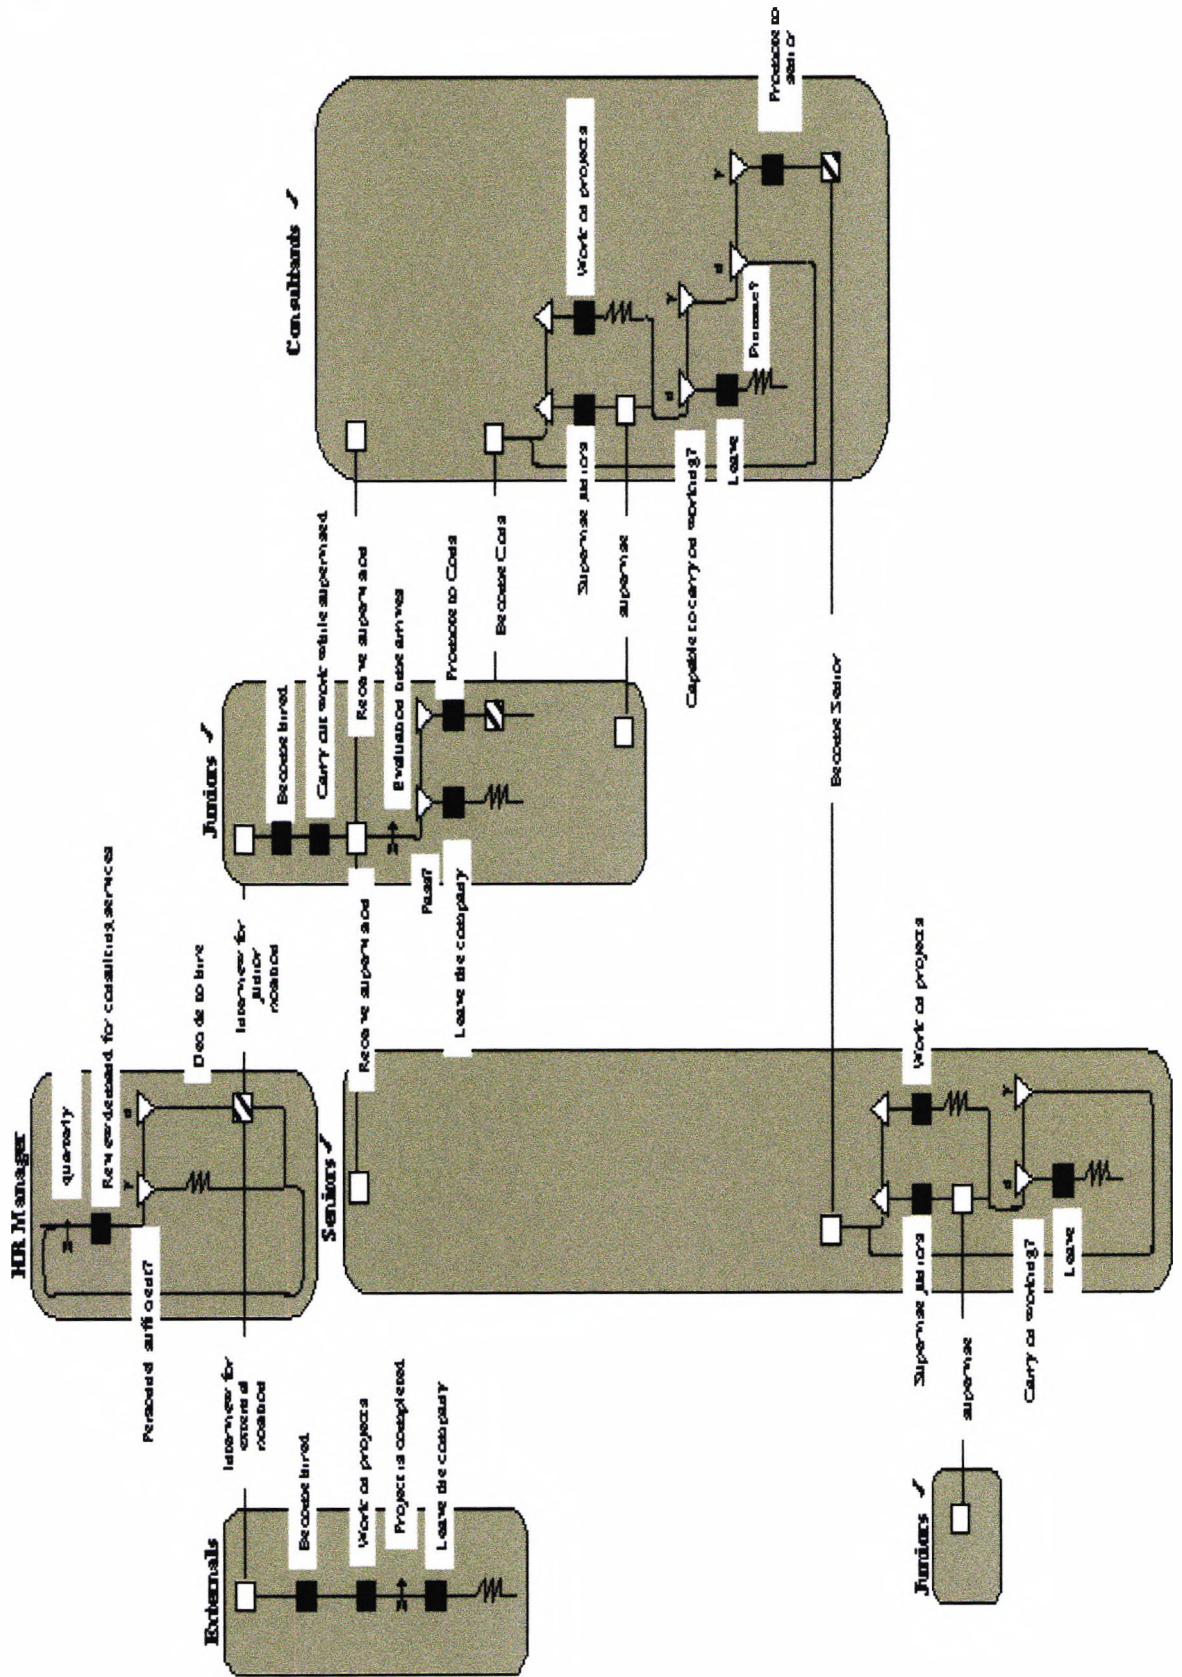 HR Manager
quarterly
Review demand for consulting services
Personnel sufficient?
y
n
Decide to hire
Interview for
external
position
Interview for
junior
position
Externals
Become hired
Work on projects
Project is completed
Leave the company
Seniors
Receive supervision
Become Senior
Supervise juniors
Work on projects
supervise
Carry on working?
n
y
Leave
Juniors
Juniors
Become hired
Carry out work while supervised
Receive supervision
Evaluation time arrives
Pass?
Leave the company
Promote to Cons
Become Cons
Consultants
Supervise juniors
Work on projects
supervise
Capable to carry on working?
n
y
Leave
Promote?
n
y
Promote to
senior